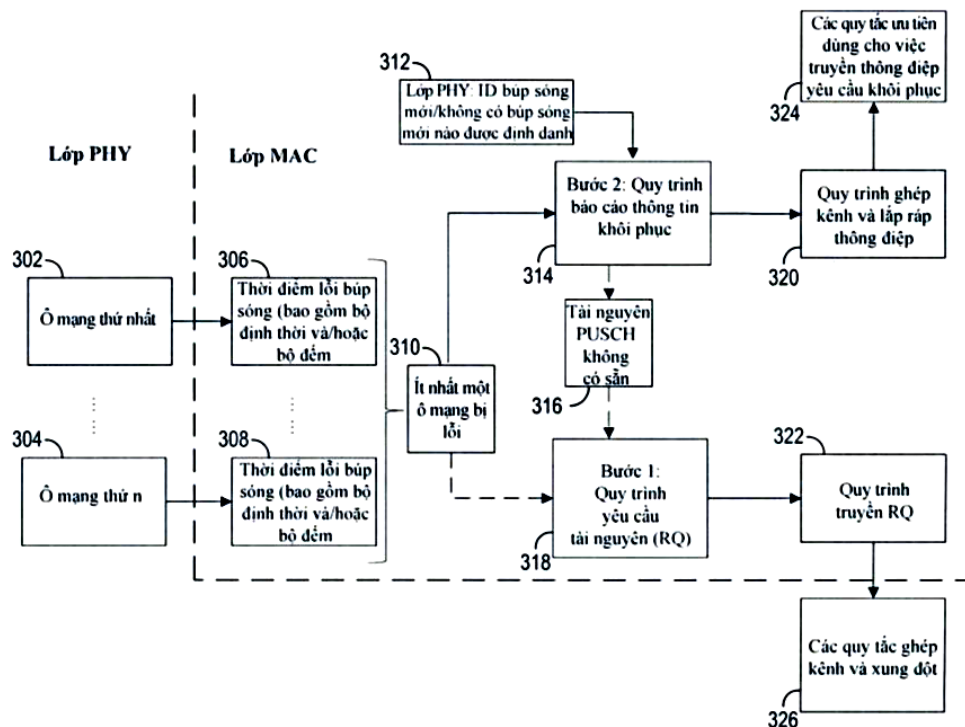 Các quy tắc ưu tiên
dùng cho việc
truyền thông điệp
yêu cầu khôi phục
324
312
Lớp PHY: ID búp sóng
mới/không có búp sóng
mới nào được định danh
Lớp PHY
Lớp MAC
Bước 2: Quy trình
báo cáo thông tin
khôi phục
314
Quy trình ghép
kênh và lắp ráp
thông điệp
320
302
Ô mạng thứ nhất
306
Thời điểm lỗi búp
sóng (bao gồm bộ
định thời và/hoặc
bộ đếm
310
Ít nhất một
ô mạng bị
lỗi
Tài nguyên
PUSCH
không
có sẵn
316
304
Ô mạng thứ n
308
Thời điểm lỗi búp
sóng (bao gồm bộ
định thời và/hoặc
bộ đếm
Bước 1:
Quy trình
yêu cầu
tài nguyên (RQ)
318
322
Quy trình
truyền RQ
Các quy tắc ghép
kênh và xung đột
326